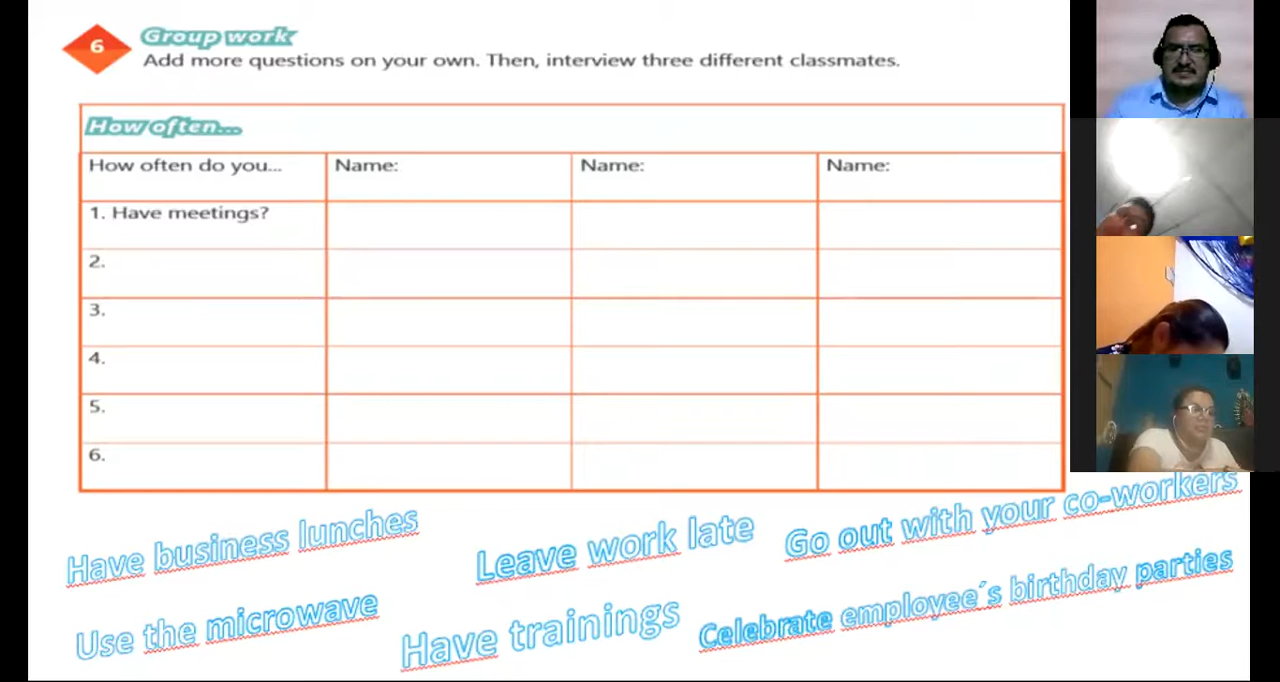 6
Group work
Add more questions on your own. Then, interview three different classmates.
How often...
How often do you... Name: Name: Name:
1. Have meetings?
2.
3.
4.
5.
6.
Have business lunches
Leave work late
Go out with your co-workers
Use the microwave
Have trainings
Celebrate employee´s birthday parties